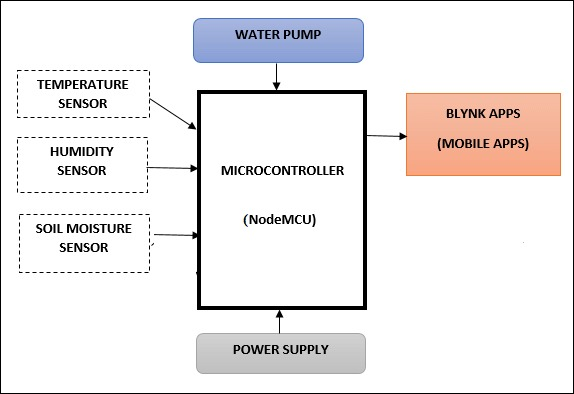 WATER PUMP
TEMPERATURE
SENSOR
HUMIDITY
SENSOR
SOIL MOISTURE
SENSOR
MICROCONTROLLER
(NodeMCU)
BLYNK APPS
(MOBILE APPS)
POWER SUPPLY